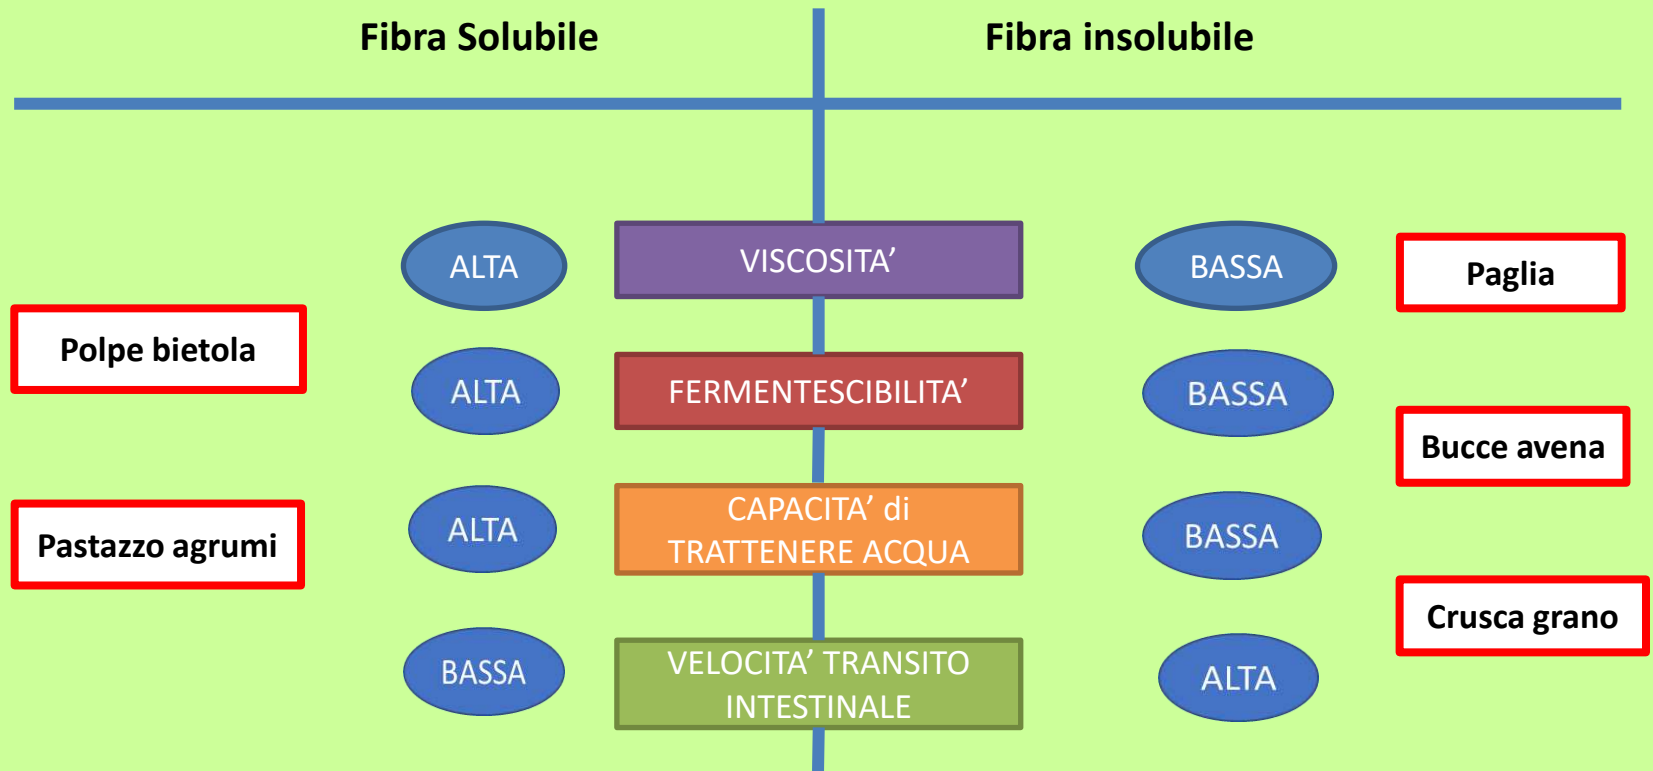 Fibra Solubile
Fibra insolubile
ALTA
VISCOSITA’
BASSA
Paglia
Polpe bietola
ALTA
FERMENTESCIBILITA’
BASSA
Bucce avena
Pastazzo agrumi
ALTA
CAPACITA’ di
TRATTENERE ACQUA
BASSA
Crusca grano
BASSA
VELOCITA’ TRANSITO
INTESTINALE
ALTA